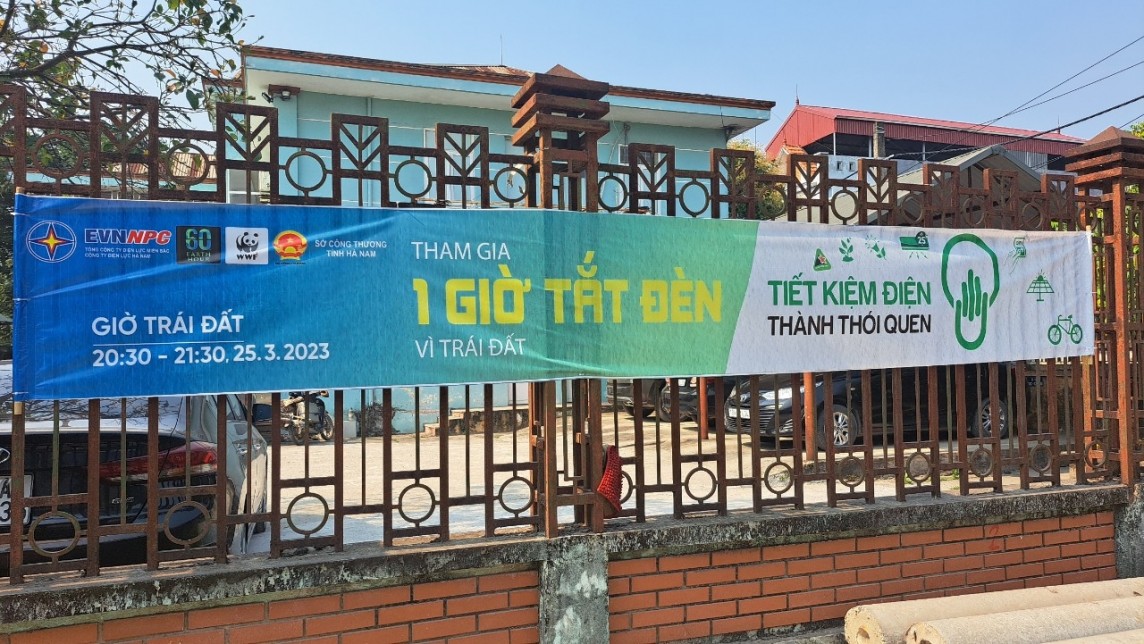 EVNNPC
TỔNG CÔNG TY ĐIỆN LỰC MIỀN BẮC
CÔNG TY ĐIỆN LỰC HÀ NAM
60
EARTH HOUR
WWF
SỞ CÔNG THƯƠNG
TỈNH HÀ NAM
GIỜ TRÁI ĐẤT
20:30 - 21:30, 25.3.2023
THAM GIA
1 GIỜ TẮT ĐÈN
VÌ TRÁI ĐẤT
TIẾT KIỆM ĐIỆN
THÀNH THÓI QUEN
25